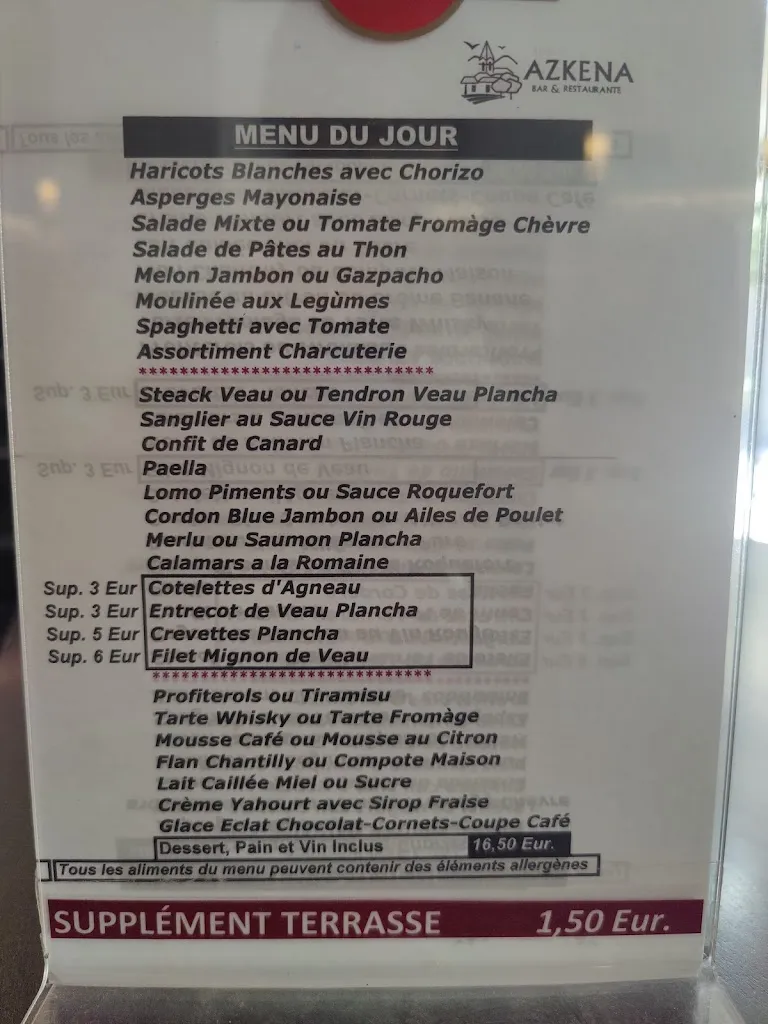 AZKENA
BAR & RESTAURANTE
MENU DU JOUR
Haricots Blanches avec Chorizo
Asperges Mayonaise
Salade Mixte ou Tomate Fromàge Chèvre
Salade de Pâtes au Thon
Melon Jambon ou Gazpacho
Moulinée aux Legùmes
Spaghetti avec Tomate
Assortiment Charcuterie
****************************
Steack Veau ou Tendron Veau Plancha
Sanglier au Sauce Vin Rouge
Confit de Canard
Paella
Lomo Piments ou Sauce Roquefort
Cordon Blue Jambon ou Ailes de Poulet
Merlu ou Saumon Plancha
Calamars a la Romaine
Sup. 3 Eur Cotelettes d'Agneau
Sup. 3 Eur Entrecot de Veau Plancha
Sup. 5 Eur Crevettes Plancha
Sup. 6 Eur Filet Mignon de Veau
****************************
Profiterols ou Tiramisu
Tarte Whisky ou Tarte Fromàge
Mousse Café ou Mousse au Citron
Flan Chantilly ou Compote Maison
Lait Caillée Miel ou Sucre
Crème Yahourt avec Sirop Fraise
Glace Eclat Chocolat-Cornets-Coupe Café
Dessert, Pain et Vin Inclus 16,50 Eur.
Tous les aliments du menu peuvent contenir des éléments allergènes
SUPPLÉMENT TERRASSE 1,50 Eur.